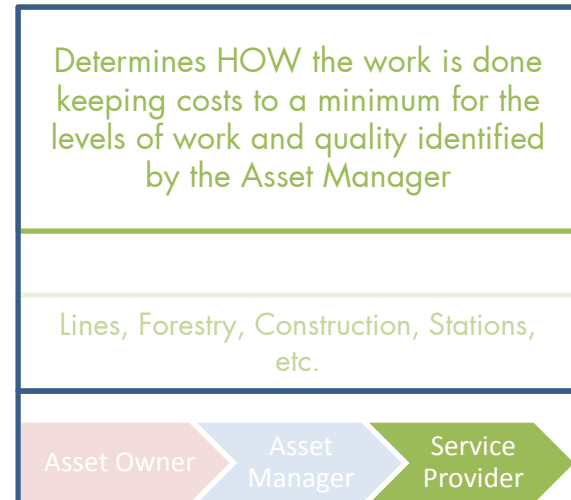 Determines HOW the work is done
keeping costs to a minimum for the
levels of work and quality identified
by the Asset Manager
Lines, Forestry, Construction, Stations,
etc.
Asset Owner
Asset
Manager
Service
Provider